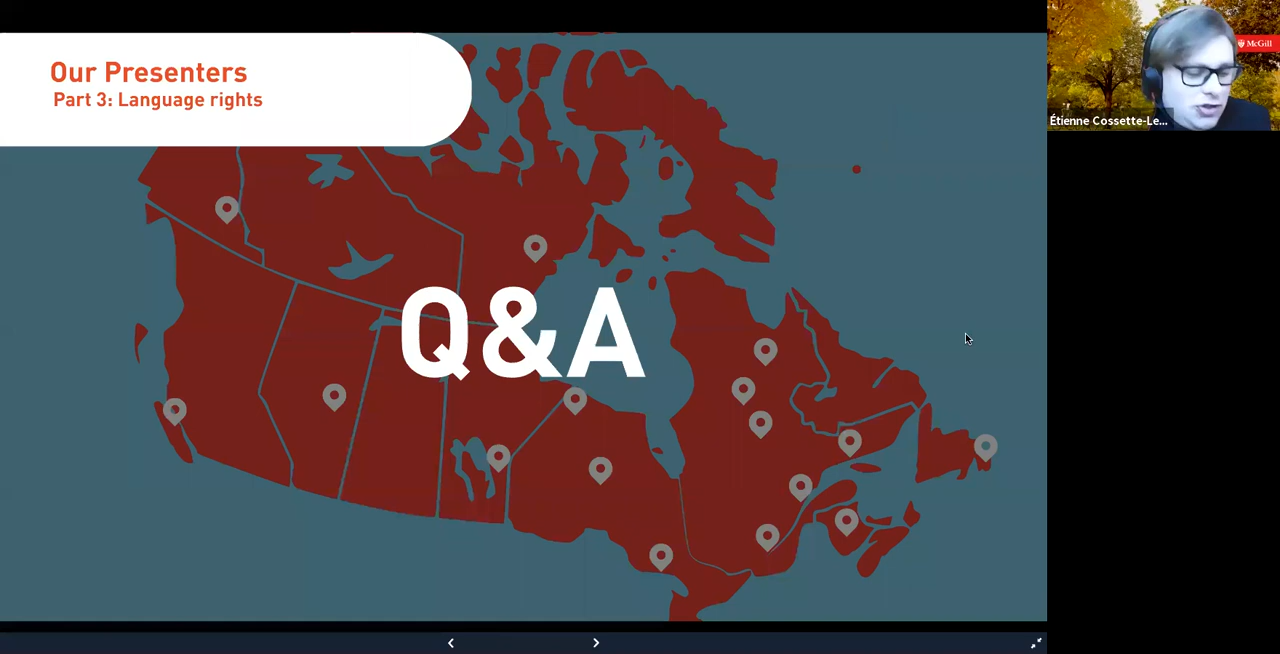 Our Presenters
Part 3: Language rights
Q&A
McGill
Étienne Cossette-Le...